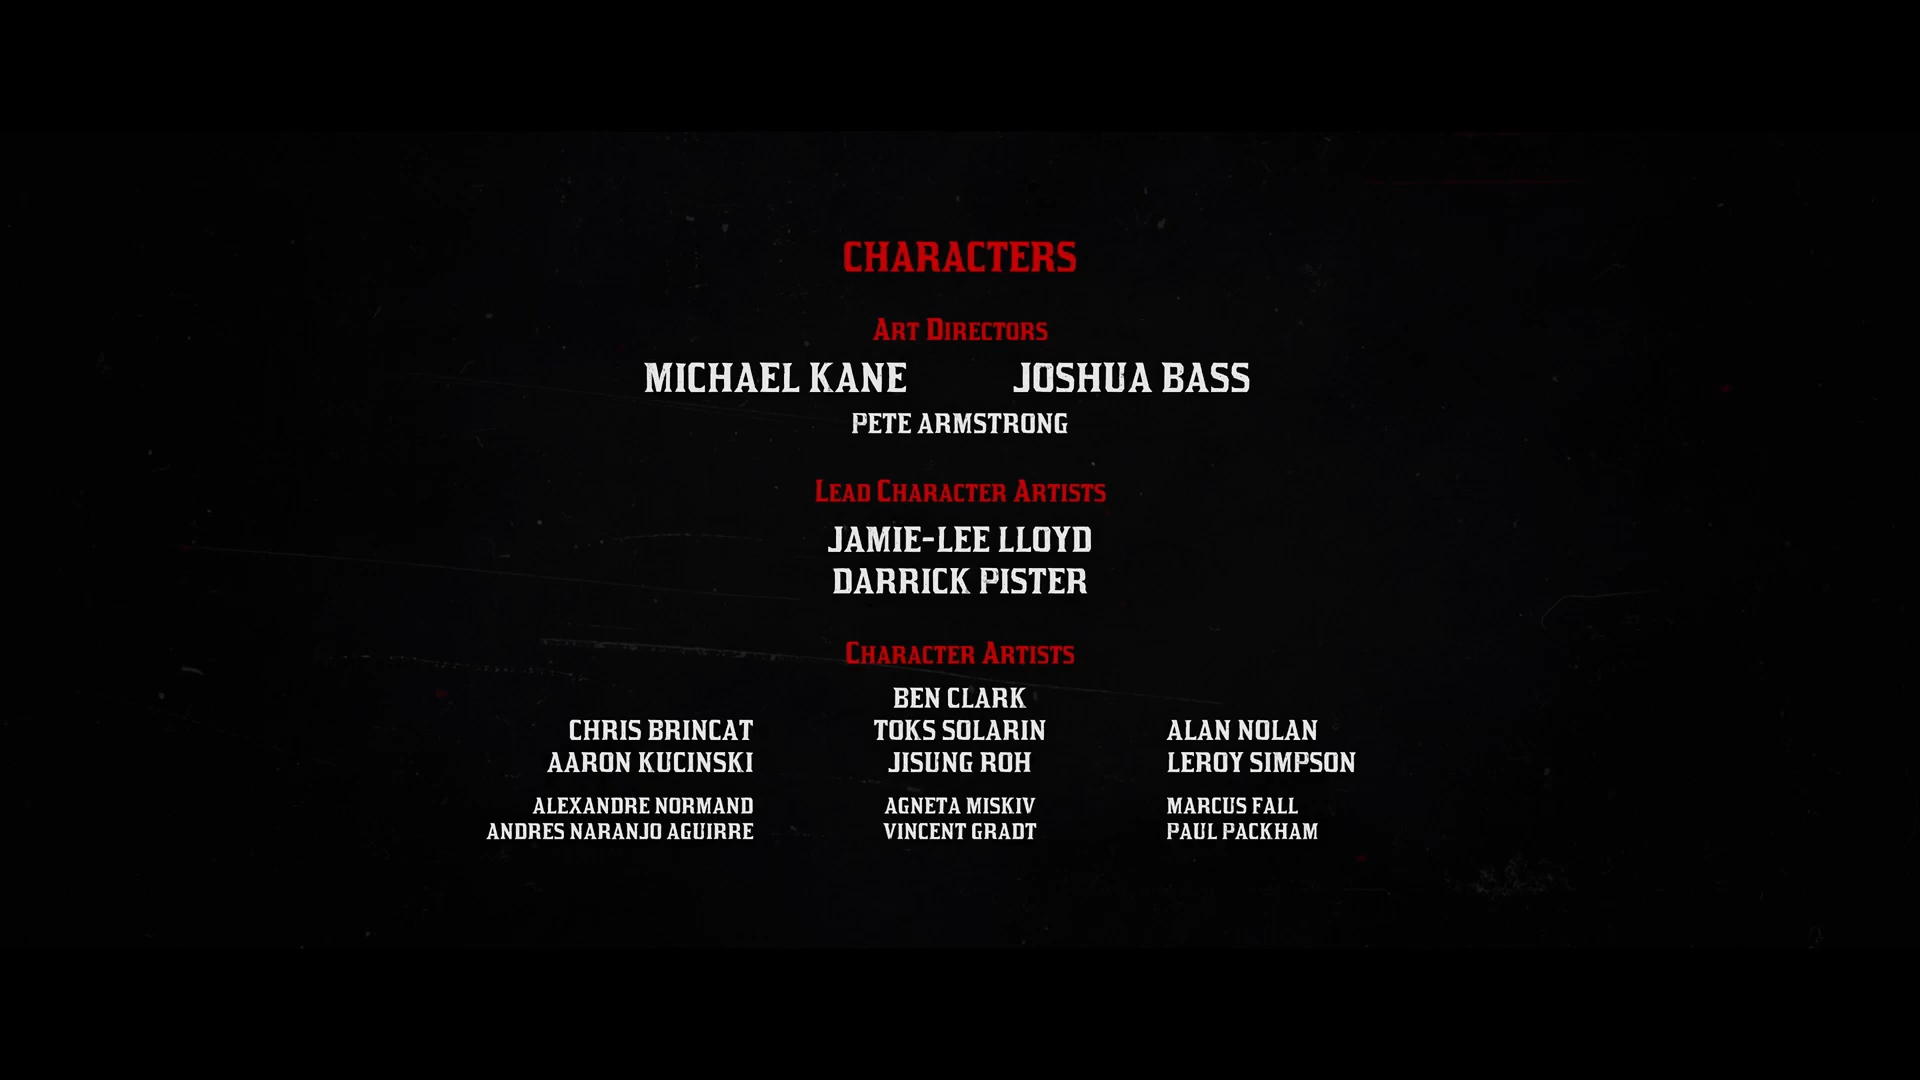 CHARACTERS
ART DIRECTORS
MICHAEL KANE JOSHUA BASS
PETE ARMSTRONG
LEAD CHARACTER ARTISTS
JAMIE-LEE LLOYD
DARRICK PISTER
CHARACTER ARTISTS
BEN CLARK
CHRIS BRINCAT TOKS SOLARIN ALAN NOLAN
AARON KUCINSKI JISUNG ROH LEROY SIMPSON
ALEXANDRE NORMAND AGNETA MISKIV MARCUS FALL
ANDRES NARANJO AGUIRRE VINCENT GRADT PAUL PACKHAM